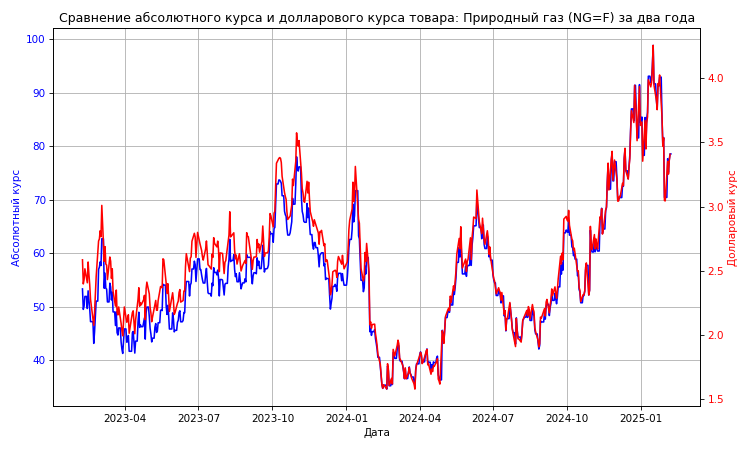 Сравнение абсолютного курса и долларового курса товара: Природный газ (NG=F) за два года
100
90
80
70
60
50
40
Абсолютный курс
4.0
3.5
3.0
2.5
2.0
1.5
Долларовый курс
2023-04 2023-07 2023-10 2024-01 2024-04 2024-07 2024-10 2025-01
Дата